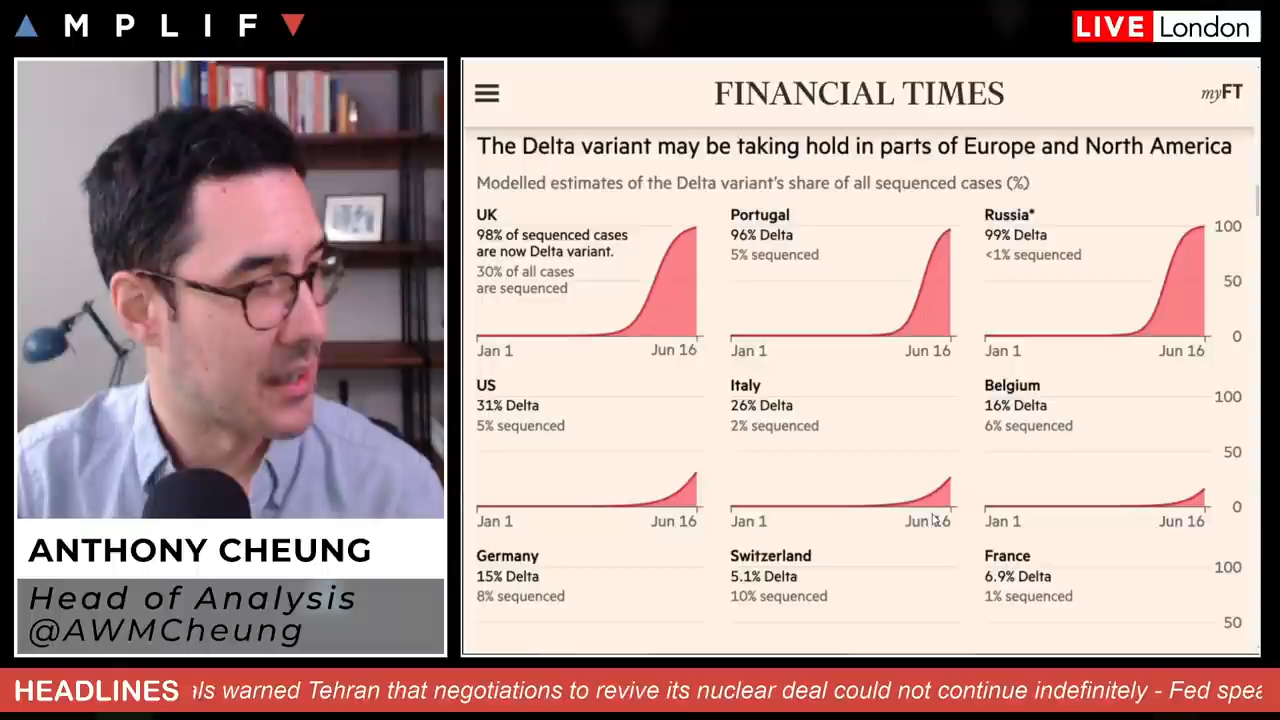 ▲ M P L I F ▼
LIVE London
FINANCIAL TIMES
myFT
The Delta variant may be taking hold in parts of Europe and North America
Modelled estimates of the Delta variant's share of all sequenced cases (%)
UK
98% of sequenced cases
are now Delta variant.
30% of all cases
are sequenced
Jan 1
Jun 16
Portugal
96% Delta
5% sequenced
Jan 1
Jun 16
Russia*
99% Delta
<1% sequenced
100
50
0
Jan 1
Jun 16
US
31% Delta
5% sequenced
Jan 1
Jun 16
Italy
26% Delta
2% sequenced
Jan 1
Jun 16
Belgium
16% Delta
6% sequenced
100
50
0
Jan 1
Jun 16
Germany
15% Delta
8% sequenced
Switzerland
5.1% Delta
10% sequenced
France
6.9% Delta
1% sequenced
100
50
ANTHONY CHEUNG
Head of Analysis
@AWMCheung
HEADLINES ls warned Tehran that negotiations to revive its nuclear deal could not continue indefinitely - Fed spea